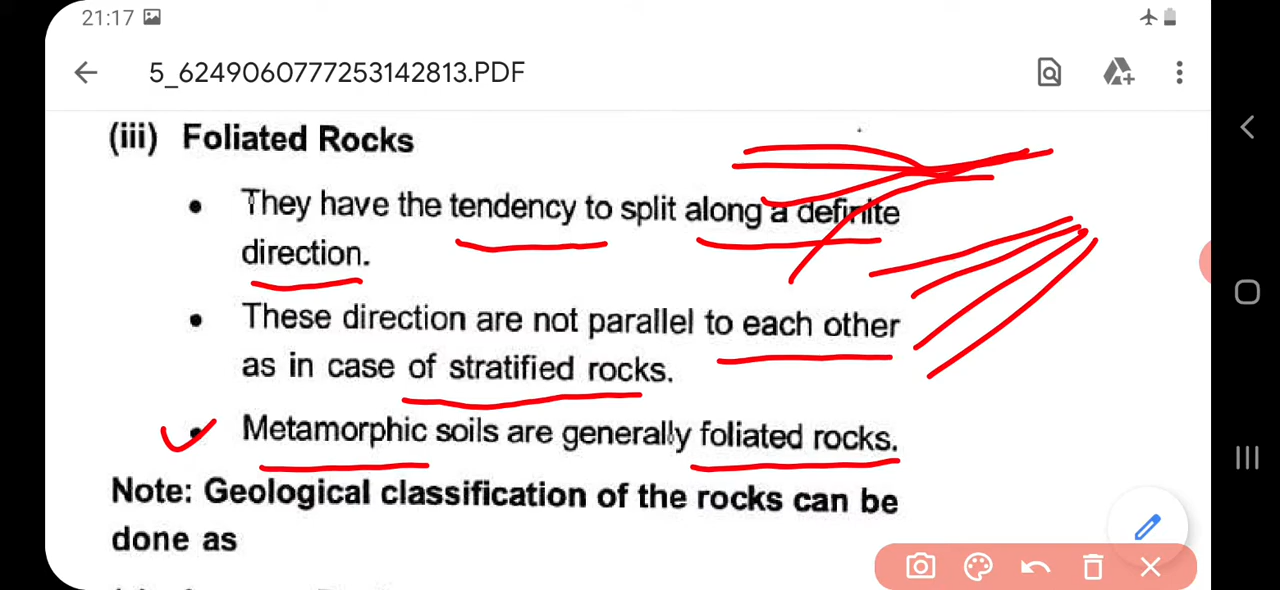 21:17
5_6249060777253142813.PDF
(iii) Foliated Rocks
• They have the tendency to split along a definite
direction.
• These direction are not parallel to each other
as in case of stratified rocks.
• Metamorphic soils are generally foliated rocks.
Note: Geological classification of the rocks can be
done as